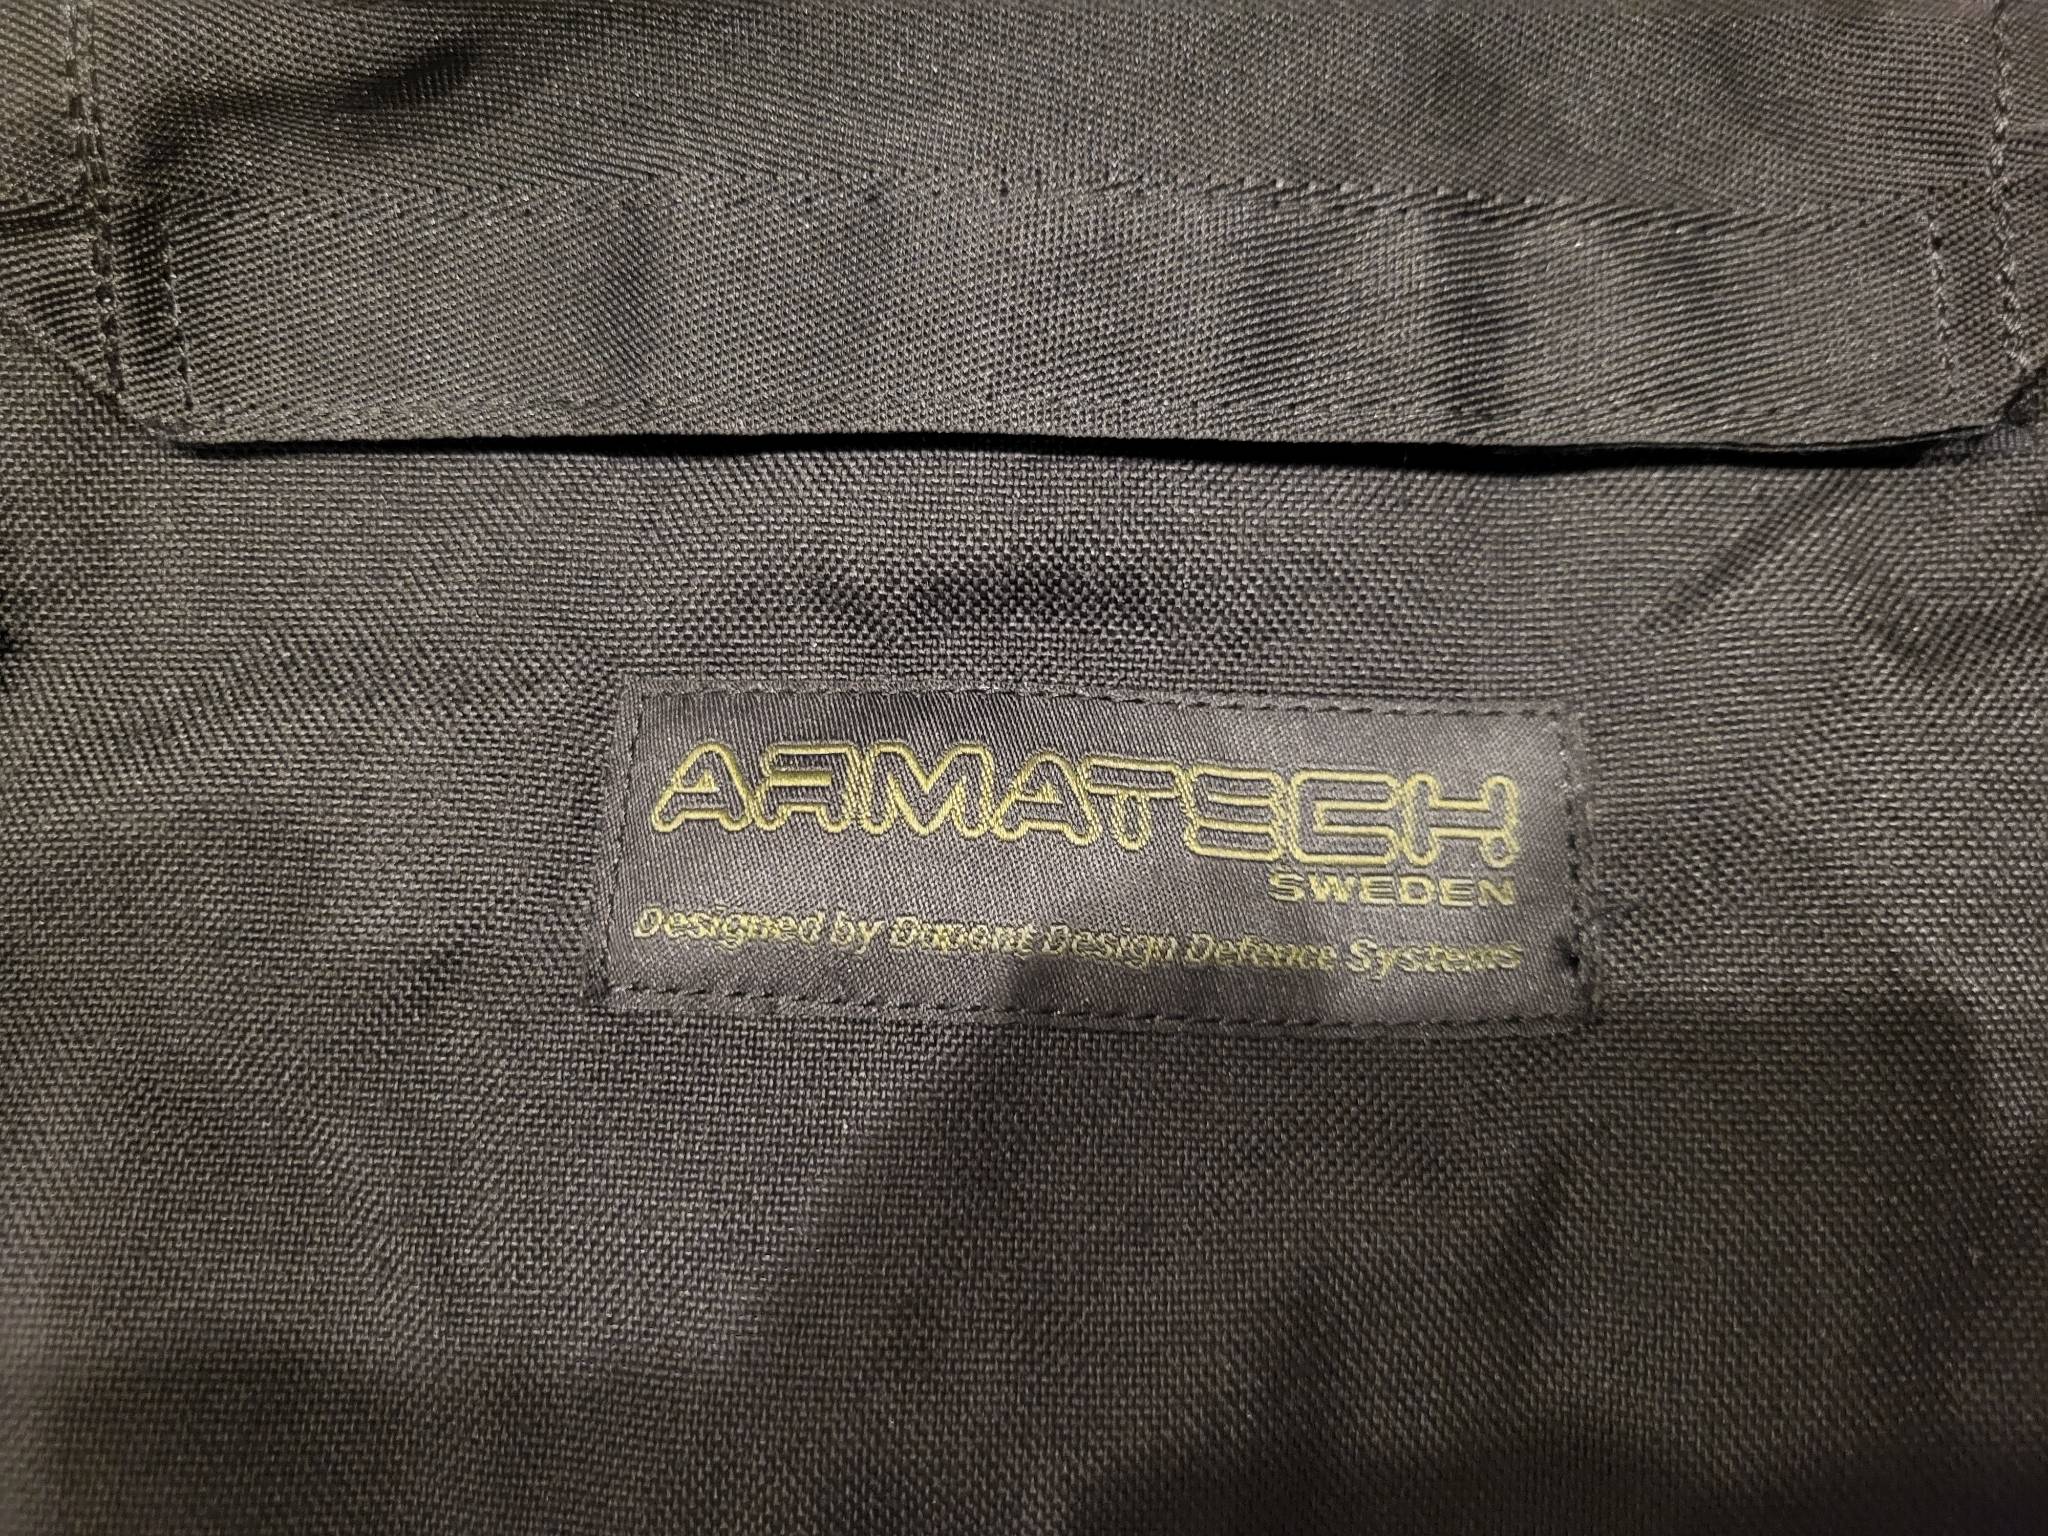 ARMATECH.
SWEDEN
Designed by Dupont Design Defence Systems